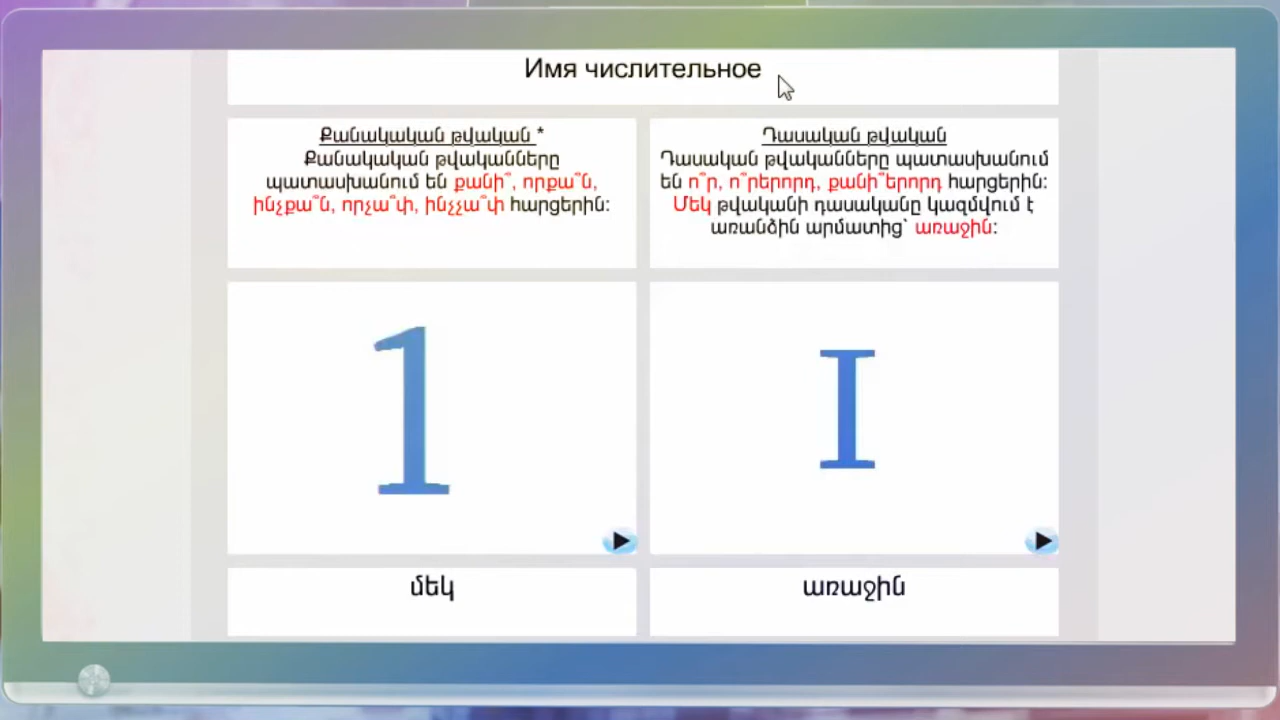 Имя числительное
Քանակական թվական *
Քանակական թվականները
պատասխանում են քանի՞, որքա՞ն,
ինչքա՞ն, որչա՞փ, ինչչա՞փ հարցերին:
Դասական թվական
Դասական թվականները պատասխանում
են ո՞ր, ո՞րերորդ, քանի՞երորդ հարցերին:
Մեկ թվականի դասականը կազմվում է
առանձին արմատից՝ առաջին:
1
I
մեկ
առաջին